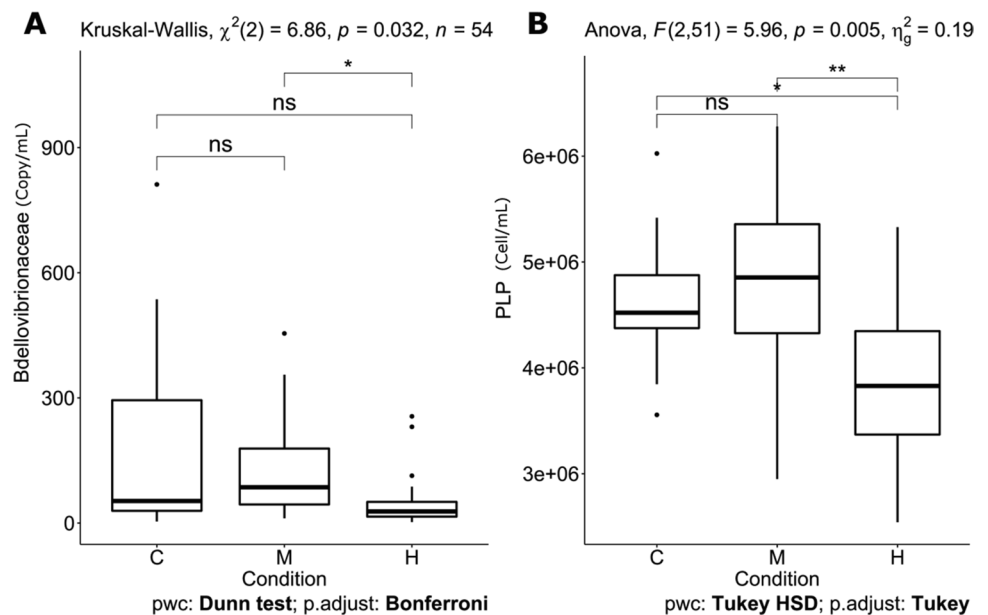 A
Kruskal-Wallis, χ²(2) = 6.86, p = 0.032, n = 54
*
ns
ns
Bdellovibrionaceae (Copy/mL)
900
600
300
0
C M H
Condition
pwc: Dunn test; p.adjust: Bonferroni
B
Anova, F(2,51) = 5.96, p = 0.005, η²g = 0.19
**
*
ns
PLP (Cell/mL)
6e+06
5e+06
4e+06
3e+06
C M H
Condition
pwc: Tukey HSD; p.adjust: Tukey